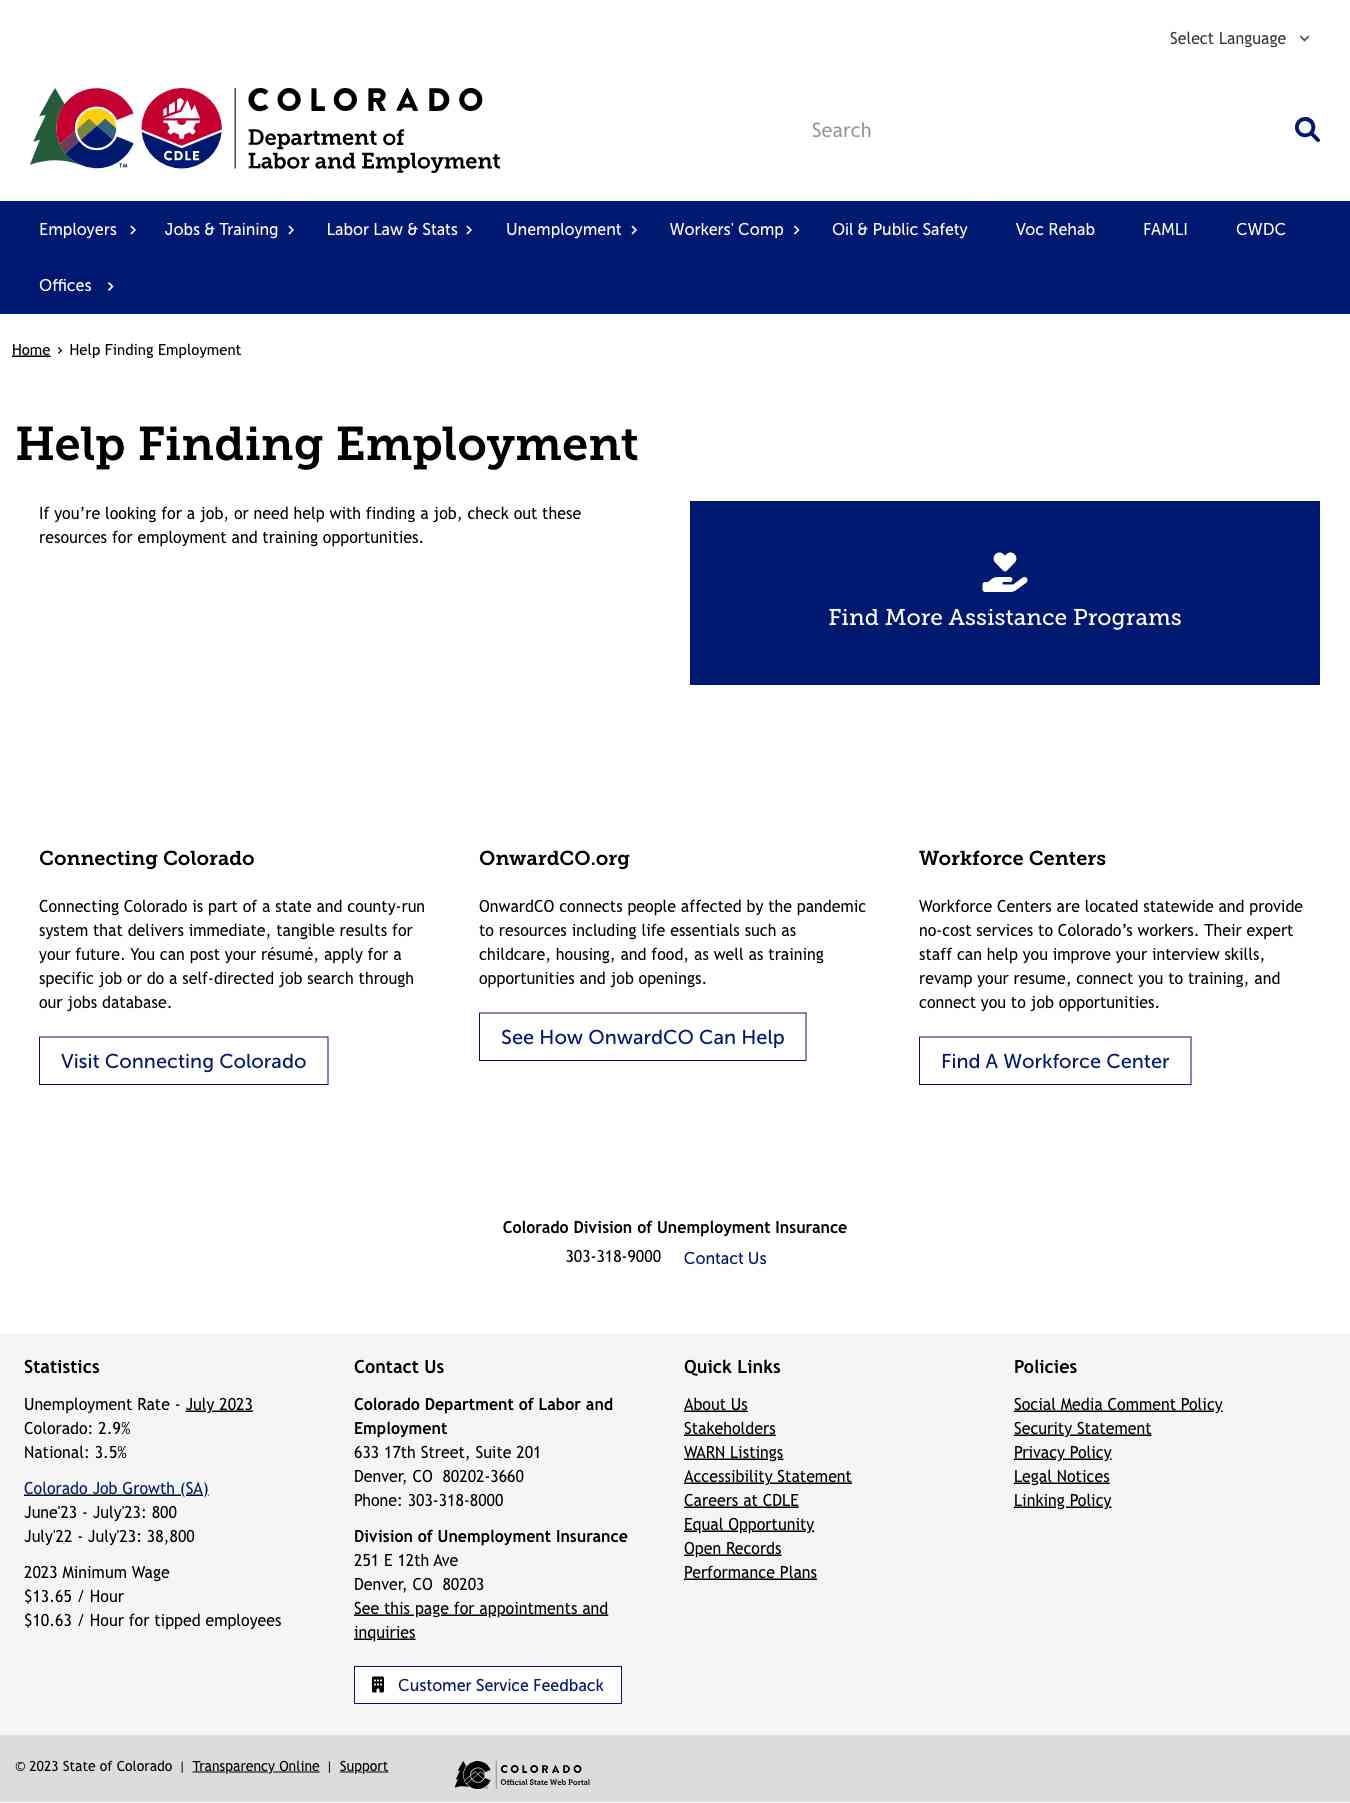 Select Language
COLORADO
Department of
Labor and Employment
CDLE
TM
Search
Employers
Jobs & Training
Labor Law & Stats
Unemployment
Workers' Comp
Oil & Public Safety
Voc Rehab
FAMLI
CWDC
Offices
Home › Help Finding Employment
Help Finding Employment
If you’re looking for a job, or need help with finding a job, check out these
resources for employment and training opportunities.
Find More Assistance Programs
Connecting Colorado
Connecting Colorado is part of a state and county-run
system that delivers immediate, tangible results for
your future. You can post your résumé, apply for a
specific job or do a self-directed job search through
our jobs database.
Visit Connecting Colorado
OnwardCO.org
OnwardCO connects people affected by the pandemic
to resources including life essentials such as
childcare, housing, and food, as well as training
opportunities and job openings.
See How OnwardCO Can Help
Workforce Centers
Workforce Centers are located statewide and provide
no-cost services to Colorado’s workers. Their expert
staff can help you improve your interview skills,
revamp your resume, connect you to training, and
connect you to job opportunities.
Find A Workforce Center
Colorado Division of Unemployment Insurance
303-318-9000 Contact Us
Statistics
Unemployment Rate - July 2023
Colorado: 2.9%
National: 3.5%
Colorado Job Growth (SA)
June'23 - July'23: 800
July'22 - July'23: 38,800
2023 Minimum Wage
$13.65 / Hour
$10.63 / Hour for tipped employees
Contact Us
Colorado Department of Labor and
Employment
633 17th Street, Suite 201
Denver, CO  80202-3660
Phone: 303-318-8000
Division of Unemployment Insurance
251 E 12th Ave
Denver, CO  80203
See this page for appointments and
inquiries
Customer Service Feedback
Quick Links
About Us
Stakeholders
WARN Listings
Accessibility Statement
Careers at CDLE
Equal Opportunity
Open Records
Performance Plans
Policies
Social Media Comment Policy
Security Statement
Privacy Policy
Legal Notices
Linking Policy
© 2023 State of Colorado | Transparency Online | Support
COLORADO
Official State Web Portal